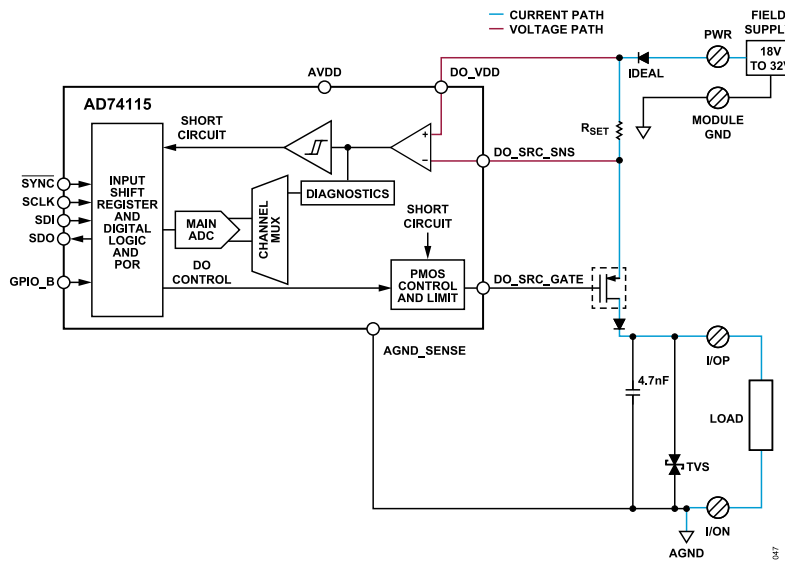 CURRENT PATH
VOLTAGE PATH
FIELD
SUPPLY
PWR
18V
TO 32V
IDEAL
AVDD
DO_VDD
AD74115
MODULE
GND
SHORT
CIRCUIT
RSET
+
−
DO_SRC_SNS
INPUT
SHIFT
REGISTER
AND
DIGITAL
LOGIC
AND
POR
SYNC
SCLK
SDI
SDO
GPIO_B
DIAGNOSTICS
MAIN
ADC
CHANNEL
MUX
SHORT
CIRCUIT
DO
CONTROL
PMOS
CONTROL
AND LIMIT
DO_SRC_GATE
AGND_SENSE
I/OP
4.7nF
LOAD
TVS
I/ON
AGND
047